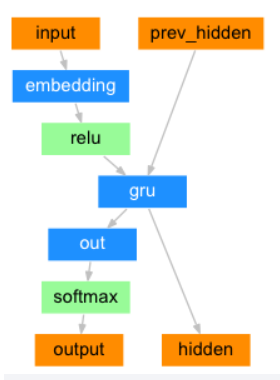 input
prev_hidden
embedding
relu
gru
out
softmax
output
hidden